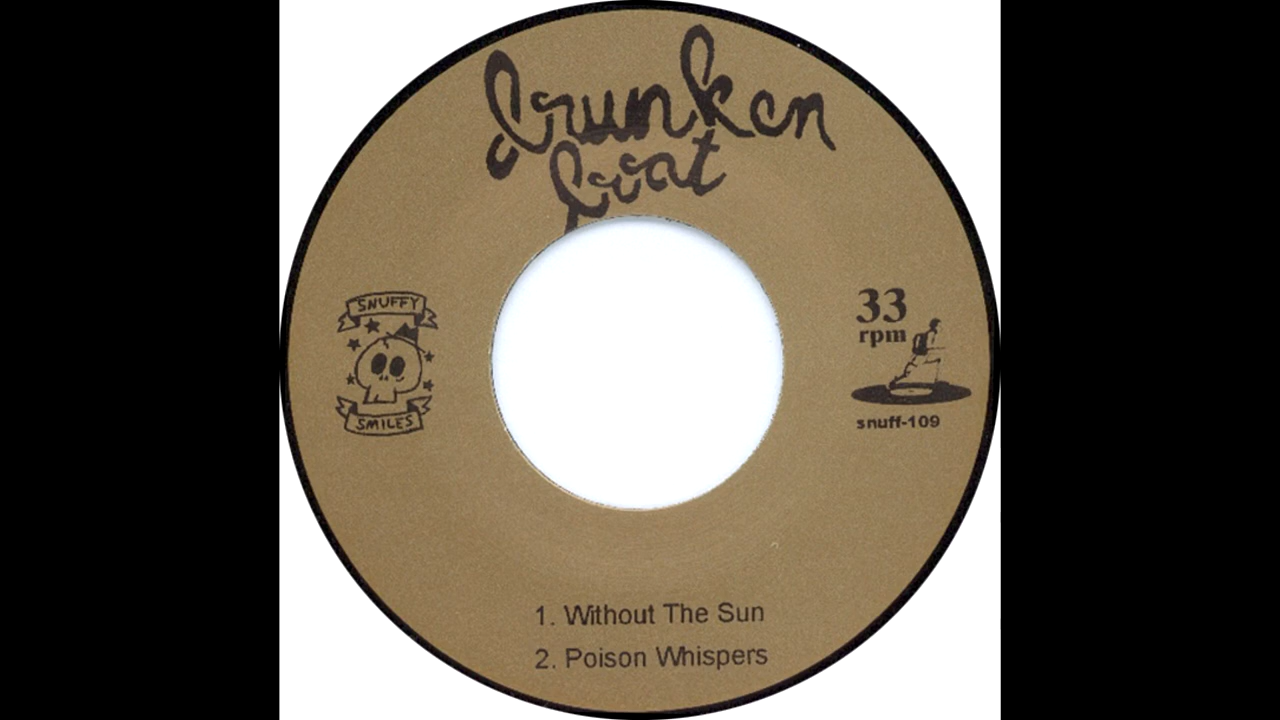 drunken
boat
SNUFFY
SMILES
33
rpm
snuff-109
1. Without The Sun
2. Poison Whispers